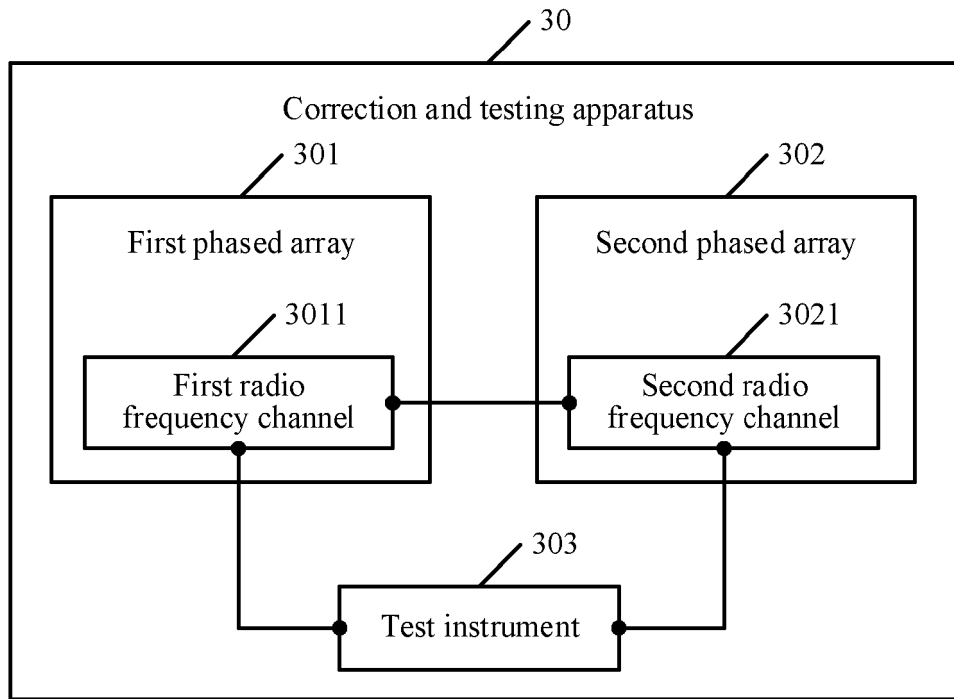 30
Correction and testing apparatus
301
302
First phased array
Second phased array
3011
3021
First radio
frequency channel
Second radio
frequency channel
303
Test instrument